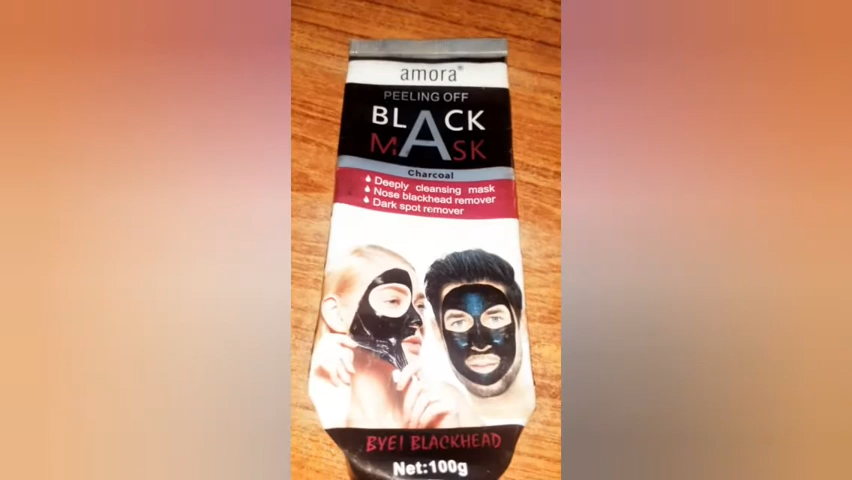 amora®
PEELING OFF
BLACK
MASK
Charcoal
Deeply cleansing mask
Nose blackhead remover
Dark spot remover
BYE! BLACKHEAD
Net:100g